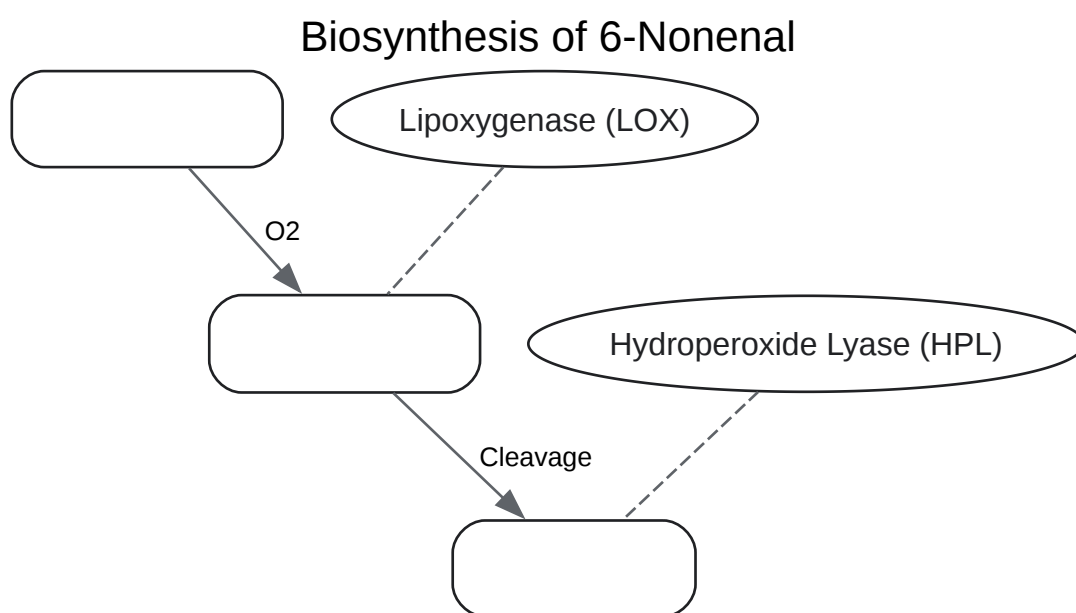 Biosynthesis of 6-Nonenal
Lipoxygenase (LOX)
O2
Hydroperoxide Lyase (HPL)
Cleavage